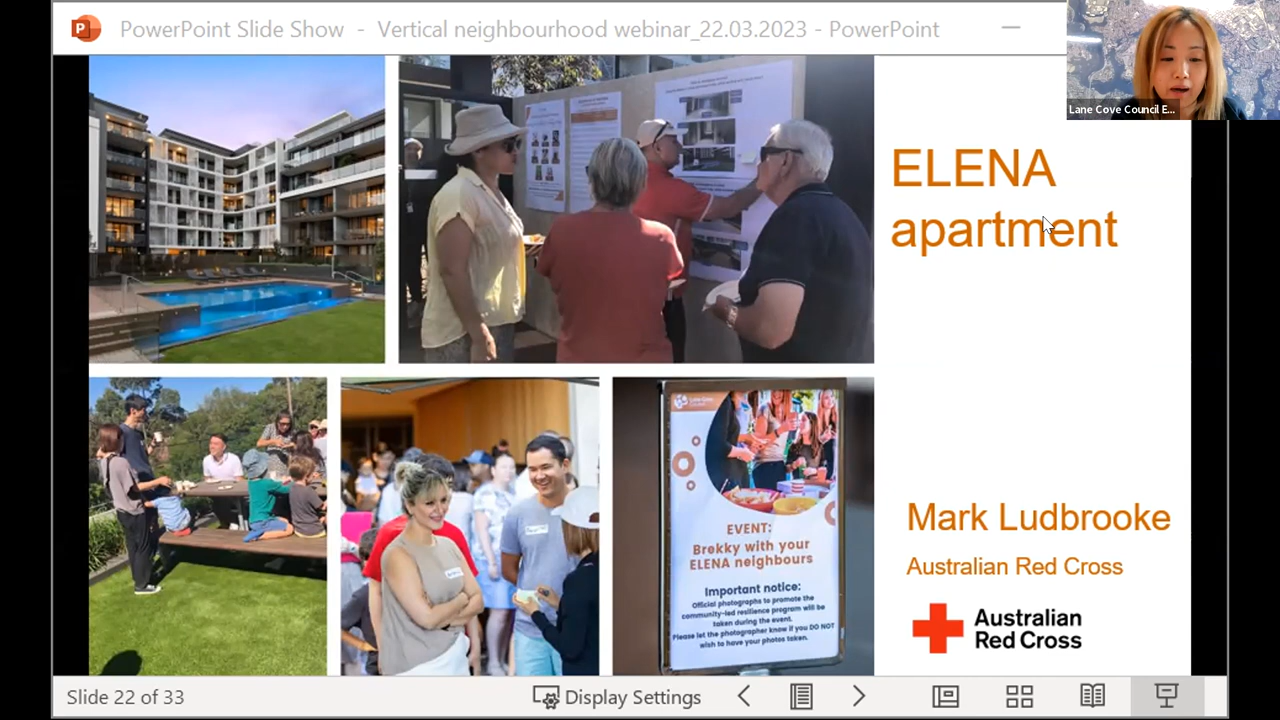 PowerPoint Slide Show - Vertical neighbourhood webinar_22.03.2023 - PowerPoint
Lane Cove Council E...
ELENA
apartment
EVENT:
Brekky with your
ELENA neighbours
Important notice:
Official photographs to promote the
community-led resilience program will be
taken during the event.
Please let the photographer know if you DO NOT
wish to have your photos taken.
Mark Ludbrooke
Australian Red Cross
Australian
Red Cross
Slide 22 of 33
Display Settings